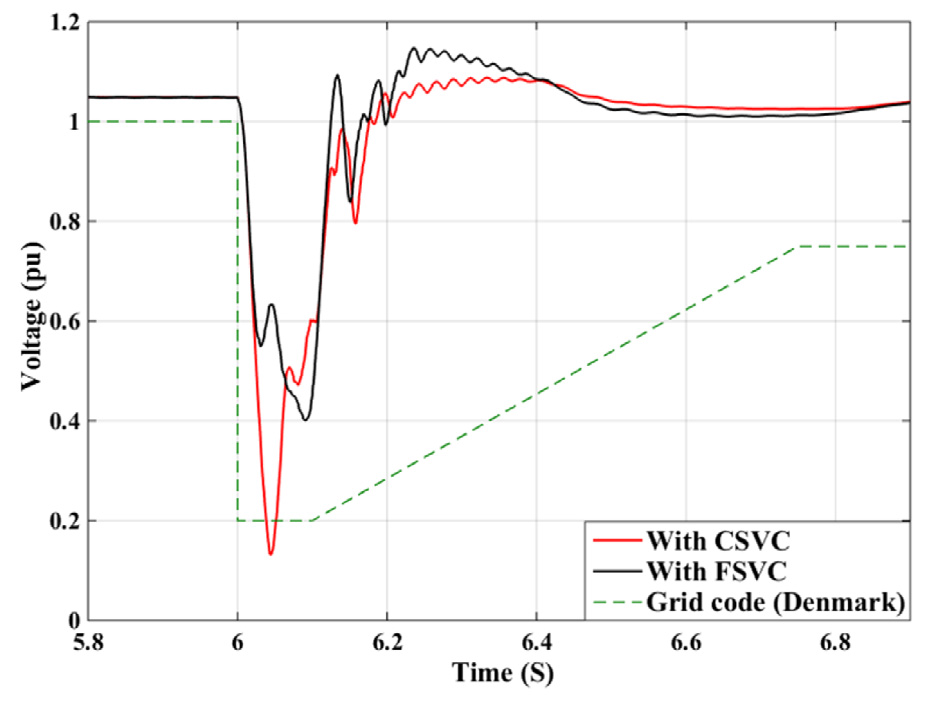 1.2
1
0.8
0.6
0.4
0.2
0
Voltage (pu)
5.8 6 6.2 6.4 6.6 6.8
Time (S)
With CSVC
With FSVC
Grid code (Denmark)